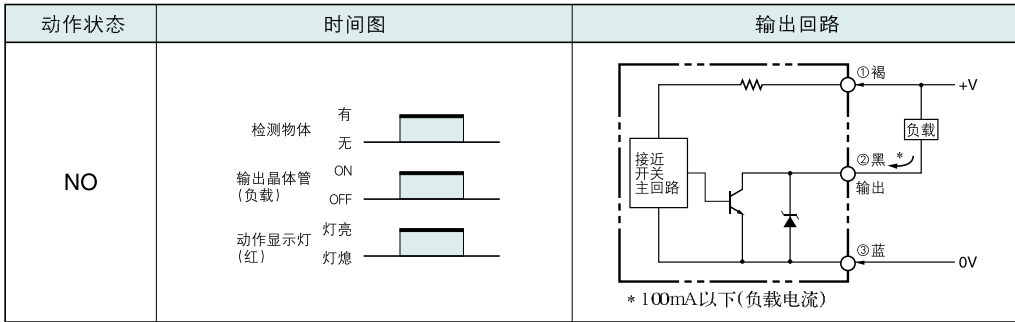 动作状态
时间图
输出回路
NO
检测物体
有
无
输出晶体管
(负载)
ON
OFF
动作显示灯
(红)
灯亮
灯熄
接近
开关
主回路
①褐
+V
负载
②黑
*
输出
③蓝
0V
* 100mA以下(负载电流)